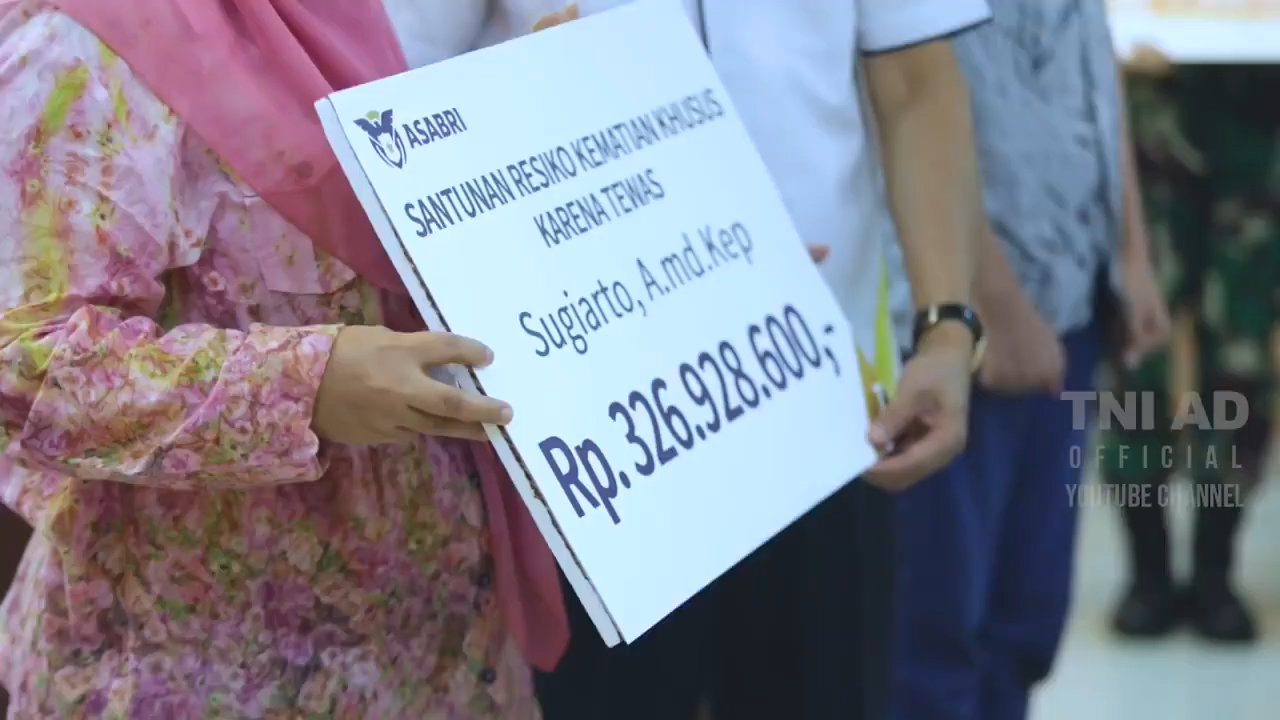 ASABRI
SANTUNAN RESIKO KEMATIAN KHUSUS
KARENA TEWAS
Sugiarto, A.md.Kep
Rp.326.928.600,-
TNI AD
OFFICIAL
YOUTUBE CHANNEL